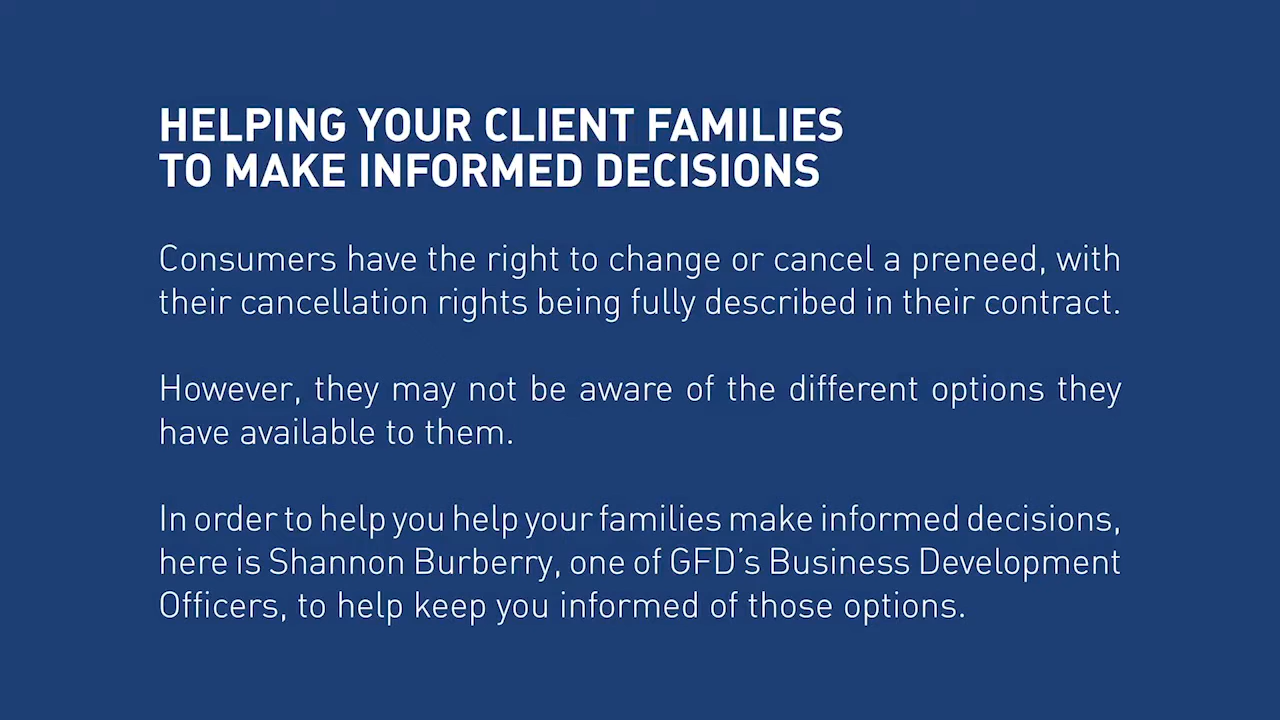 HELPING YOUR CLIENT FAMILIES
TO MAKE INFORMED DECISIONS
Consumers have the right to change or cancel a preneed, with
their cancellation rights being fully described in their contract.
However, they may not be aware of the different options they
have available to them.
In order to help you help your families make informed decisions,
here is Shannon Burberry, one of GFD’s Business Development
Officers, to help keep you informed of those options.